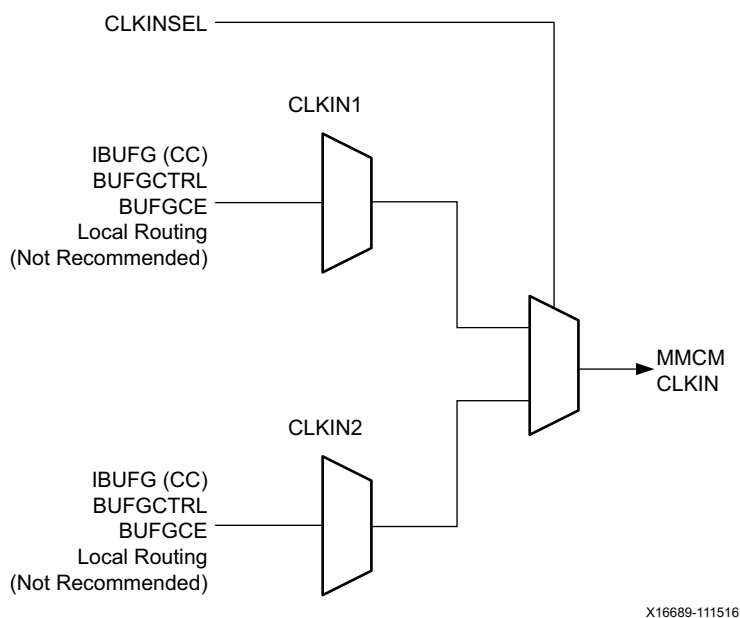 CLKINSEL
CLKIN1
IBUFG (CC)
BUFGCTRL
BUFGCE
Local Routing
(Not Recommended)
MMCM
CLKIN
CLKIN2
IBUFG (CC)
BUFGCTRL
BUFGCE
Local Routing
(Not Recommended)
X16689-111516